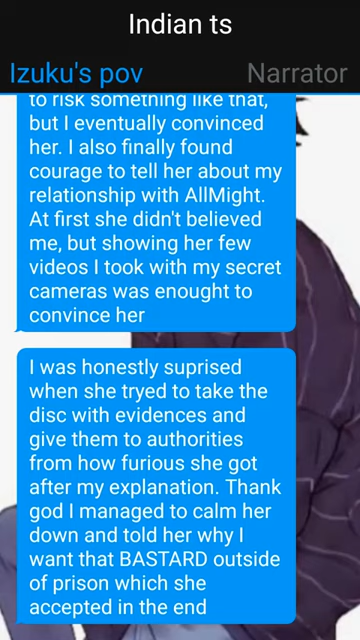 Indian ts
Izuku's pov
Narrator
to risk something like that,
but I eventually convinced
her. I also finally found
courage to tell her about my
relationship with AllMight.
At first she didn't believed
me, but showing her few
videos I took with my secret
cameras was enought to
convince her
I was honestly suprised
when she tryed to take the
disc with evidences and
give them to authorities
from how furious she got
after my explanation. Thank
god I managed to calm her
down and told her why I
want that BASTARD outside
of prison which she
accepted in the end